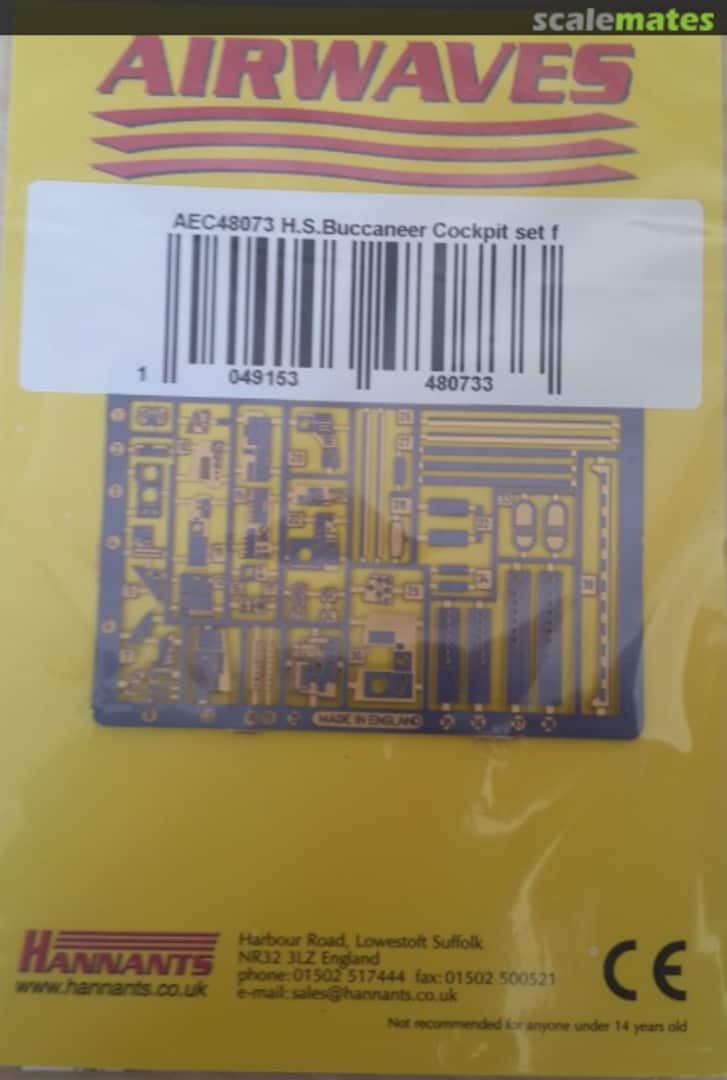 scalemates
AIRWAVES
AEC48073 H.S.Buccaneer Cockpit set f
1 049153 480733
MADE IN ENGLAND
HANNANTS
www.hannants.co.uk
Harbour Road, Lowestoft Suffolk
NR32 3LZ England
phone: 01502 517444 fax: 01502 500521
e-mail: sales@hannants.co.uk
CE
Not recommended for anyone under 14 years old